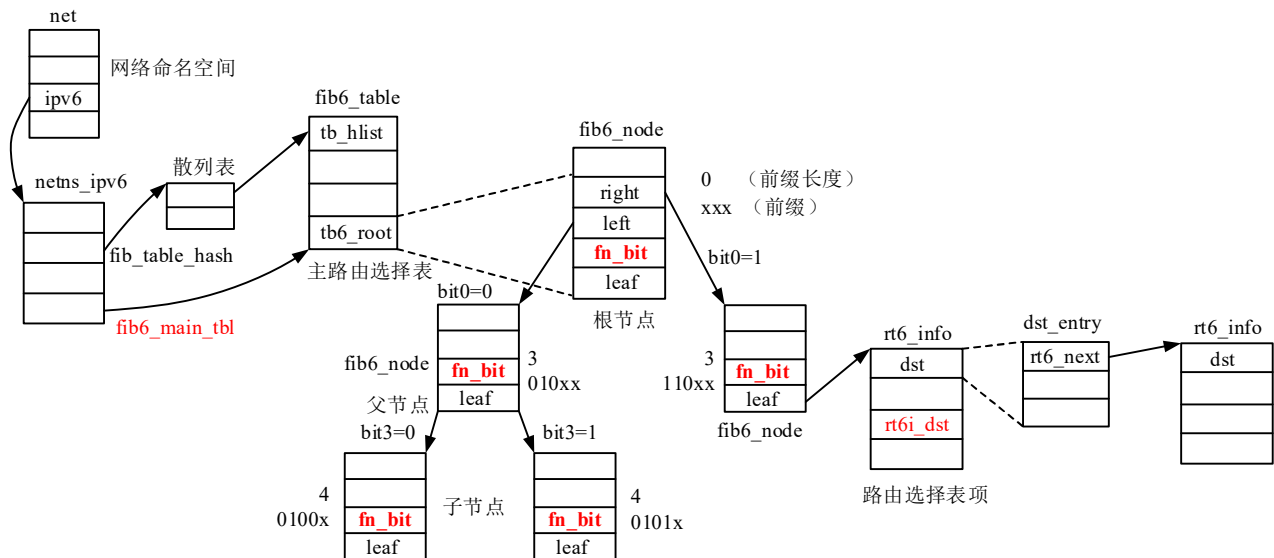 net
网络命名空间
ipv6
fib6_table
tb_hlist
tb6_root
主路由选择表
散列表
netns_ipv6
fib_table_hash
fib6_main_tbl
fib6_node
right
left
fn_bit
leaf
根节点
0 （前缀长度）
xxx （前缀）
bit0=0
bit0=1
fib6_node
fn_bit
leaf
3
010xx
父节点
bit3=0
bit3=1
4
0100x
fn_bit
leaf
子节点
fn_bit
leaf
4
0101x
3
110xx
fn_bit
leaf
fib6_node
rt6_info
dst
rt6i_dst
路由选择表项
dst_entry
rt6_next
rt6_info
dst